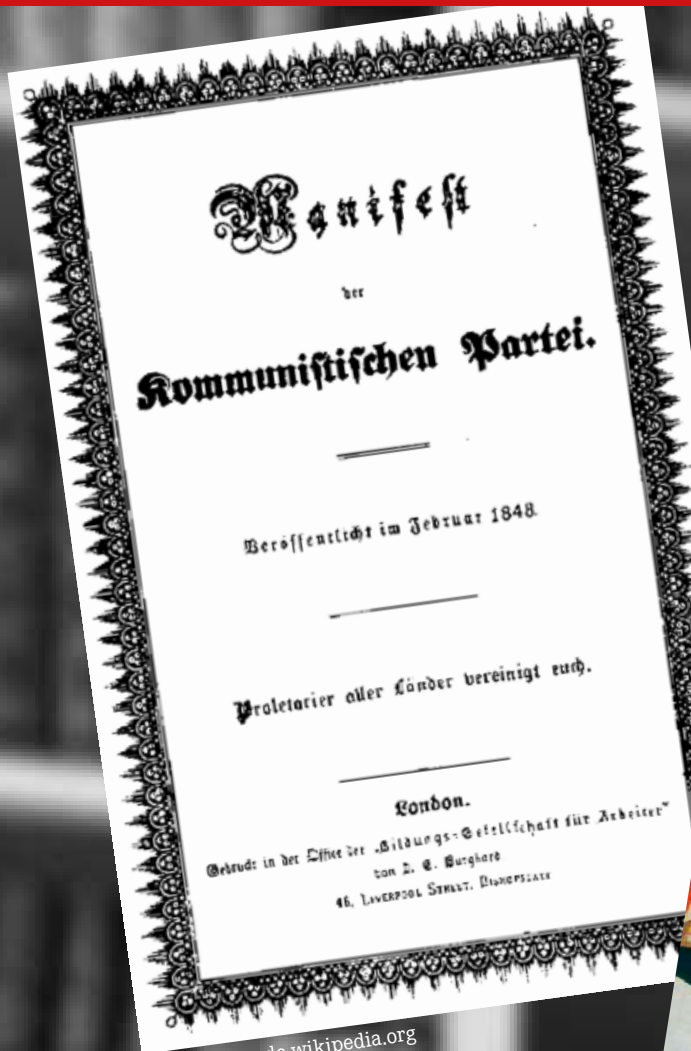 Manifest
der
Kommunistischen Partei.
Veröffentlicht im Februar 1848.
Proletarier aller Länder vereinigt euch.
London.
Gedruckt in der Office der „Bildungs-Gesellschaft für Arbeiter“
von J. E. Burghard.
46, LIVERPOOL STREET, BISHOPSGATE
de.wikipedia.org